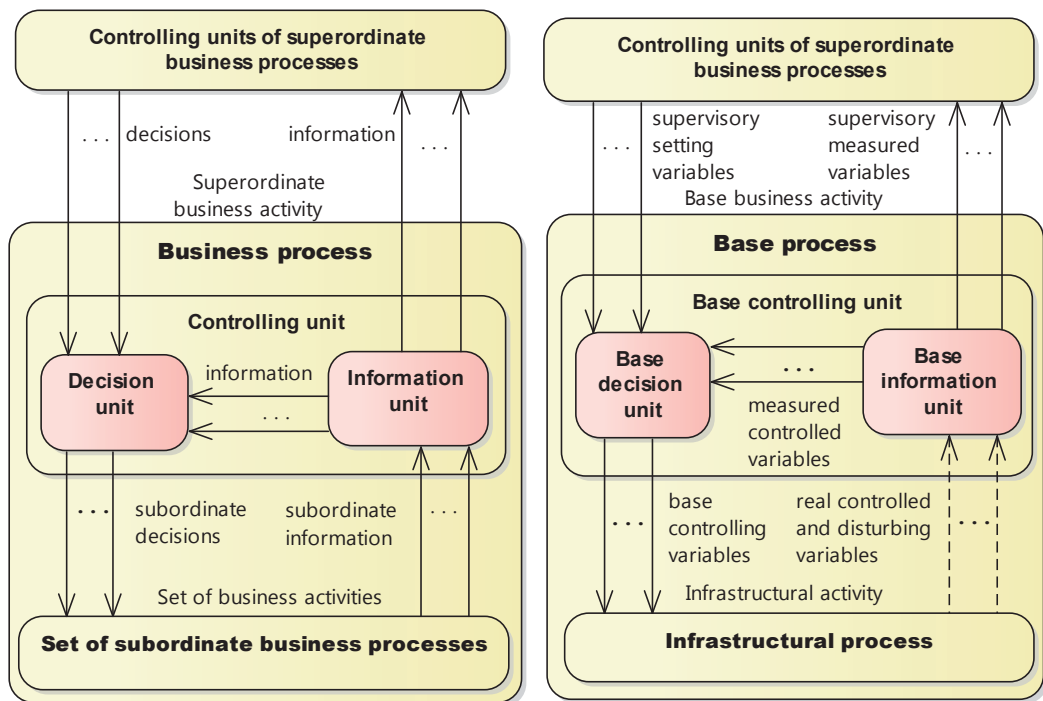 Controlling units of superordinate
business processes
. . . decisions
information
. . .
Superordinate
business activity
Business process
Controlling unit
Decision
unit
information
. . .
Information
unit
. . . subordinate
decisions
subordinate
information
. . .
Set of business activities
Set of subordinate business processes
Controlling units of superordinate
business processes
. . .
supervisory
setting
variables
supervisory
measured
variables
. . .
Base business activity
Base process
Base controlling unit
Base
decision
unit
. . .
measured
controlled
variables
Base
information
unit
. . .
base
controlling
variables
real controlled
and disturbing
variables
. . .
Infrastructural activity
Infrastructural process